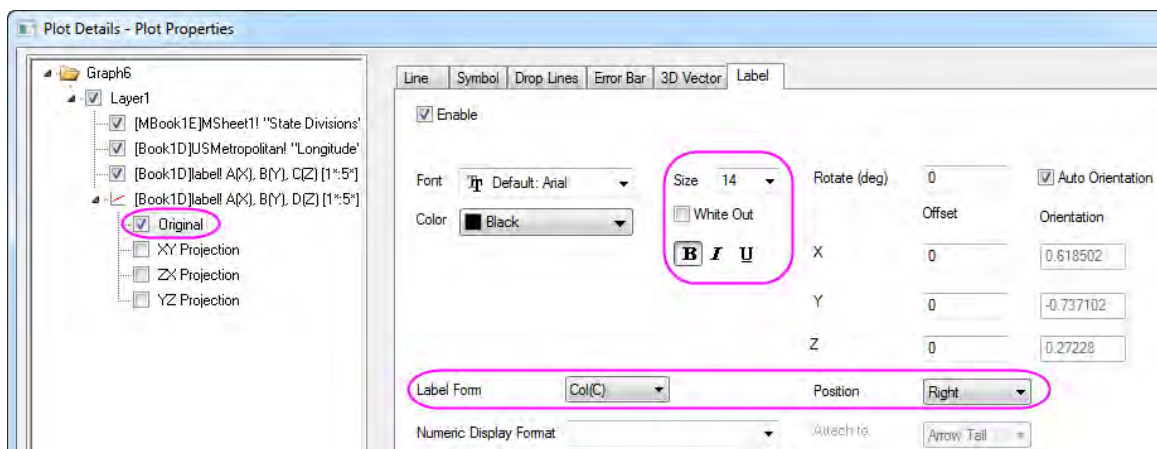 Plot Details - Plot Properties
Graph6
Layer1
[MBook1E]MSheet1! "State Divisions"
[Book1D]USMetropolitan! "Longitude"
[Book1D]label! A(X), B(Y), C(Z) [1*:5*]
[Book1D]label! A(X), B(Y), D(Z) [1*:5*]
Original
XY Projection
ZX Projection
YZ Projection
Line Symbol Drop Lines Error Bar 3D Vector Label
Enable
Font Default: Arial Size 14 Rotate (deg) 0 Auto Orientation
Color Black White Out Offset Orientation
B I U X 0 0.618502
Y 0 -0.737102
Z 0 0.27228
Label Form Col(C) Position Right
Numeric Display Format Attach to Arrow Tail